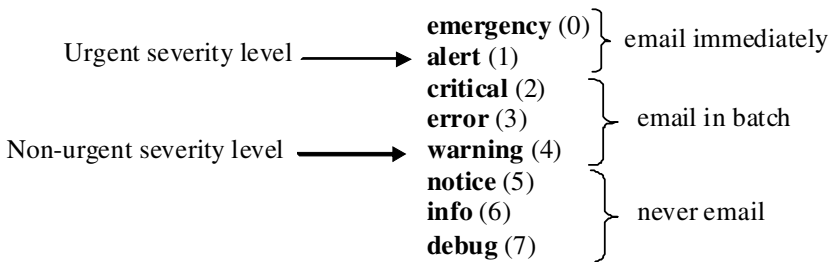 emergency (0)
email immediately
Urgent severity level
alert (1)
critical (2)
error (3)
email in batch
Non-urgent severity level
warning (4)
notice (5)
info (6)
never email
debug (7)